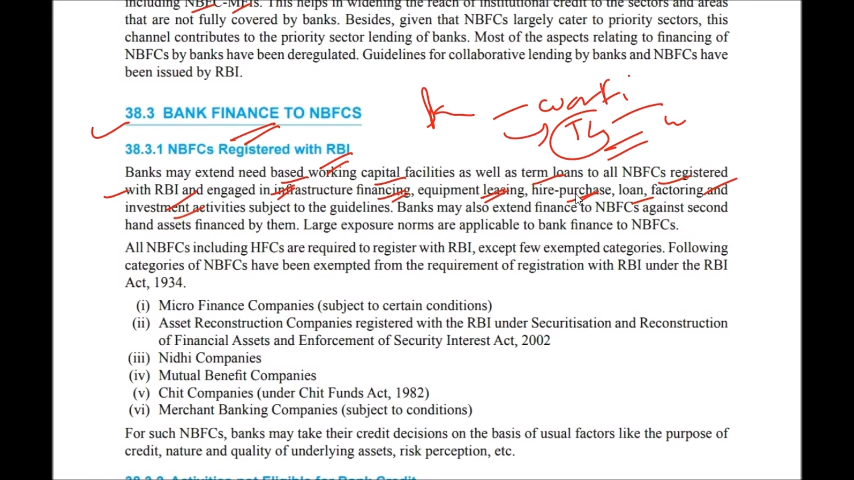 including NBFC-MFIs. This helps in widening the reach of institutional credit to the sectors and areas
that are not fully covered by banks. Besides, given that NBFCs largely cater to priority sectors, this
channel contributes to the priority sector lending of banks. Most of the aspects relating to financing of
NBFCs by banks have been deregulated. Guidelines for collaborative lending by banks and NBFCs have
been issued by RBI.
38.3 BANK FINANCE TO NBFCS
38.3.1 NBFCs Registered with RBI
Banks may extend need based working capital facilities as well as term loans to all NBFCs registered
with RBI and engaged in infrastructure financing, equipment leasing, hire-purchase, loan, factoring and
investment activities subject to the guidelines. Banks may also extend finance to NBFCs against second
hand assets financed by them. Large exposure norms are applicable to bank finance to NBFCs.
All NBFCs including HFCs are required to register with RBI, except few exempted categories. Following
categories of NBFCs have been exempted from the requirement of registration with RBI under the RBI
Act, 1934.
(i) Micro Finance Companies (subject to certain conditions)
(ii) Asset Reconstruction Companies registered with the RBI under Securitisation and Reconstruction
of Financial Assets and Enforcement of Security Interest Act, 2002
(iii) Nidhi Companies
(iv) Mutual Benefit Companies
(v) Chit Companies (under Chit Funds Act, 1982)
(vi) Merchant Banking Companies (subject to conditions)
For such NBFCs, banks may take their credit decisions on the basis of usual factors like the purpose of
credit, nature and quality of underlying assets, risk perception, etc.
38.3.2 Activities not Eligible for Bank Credit